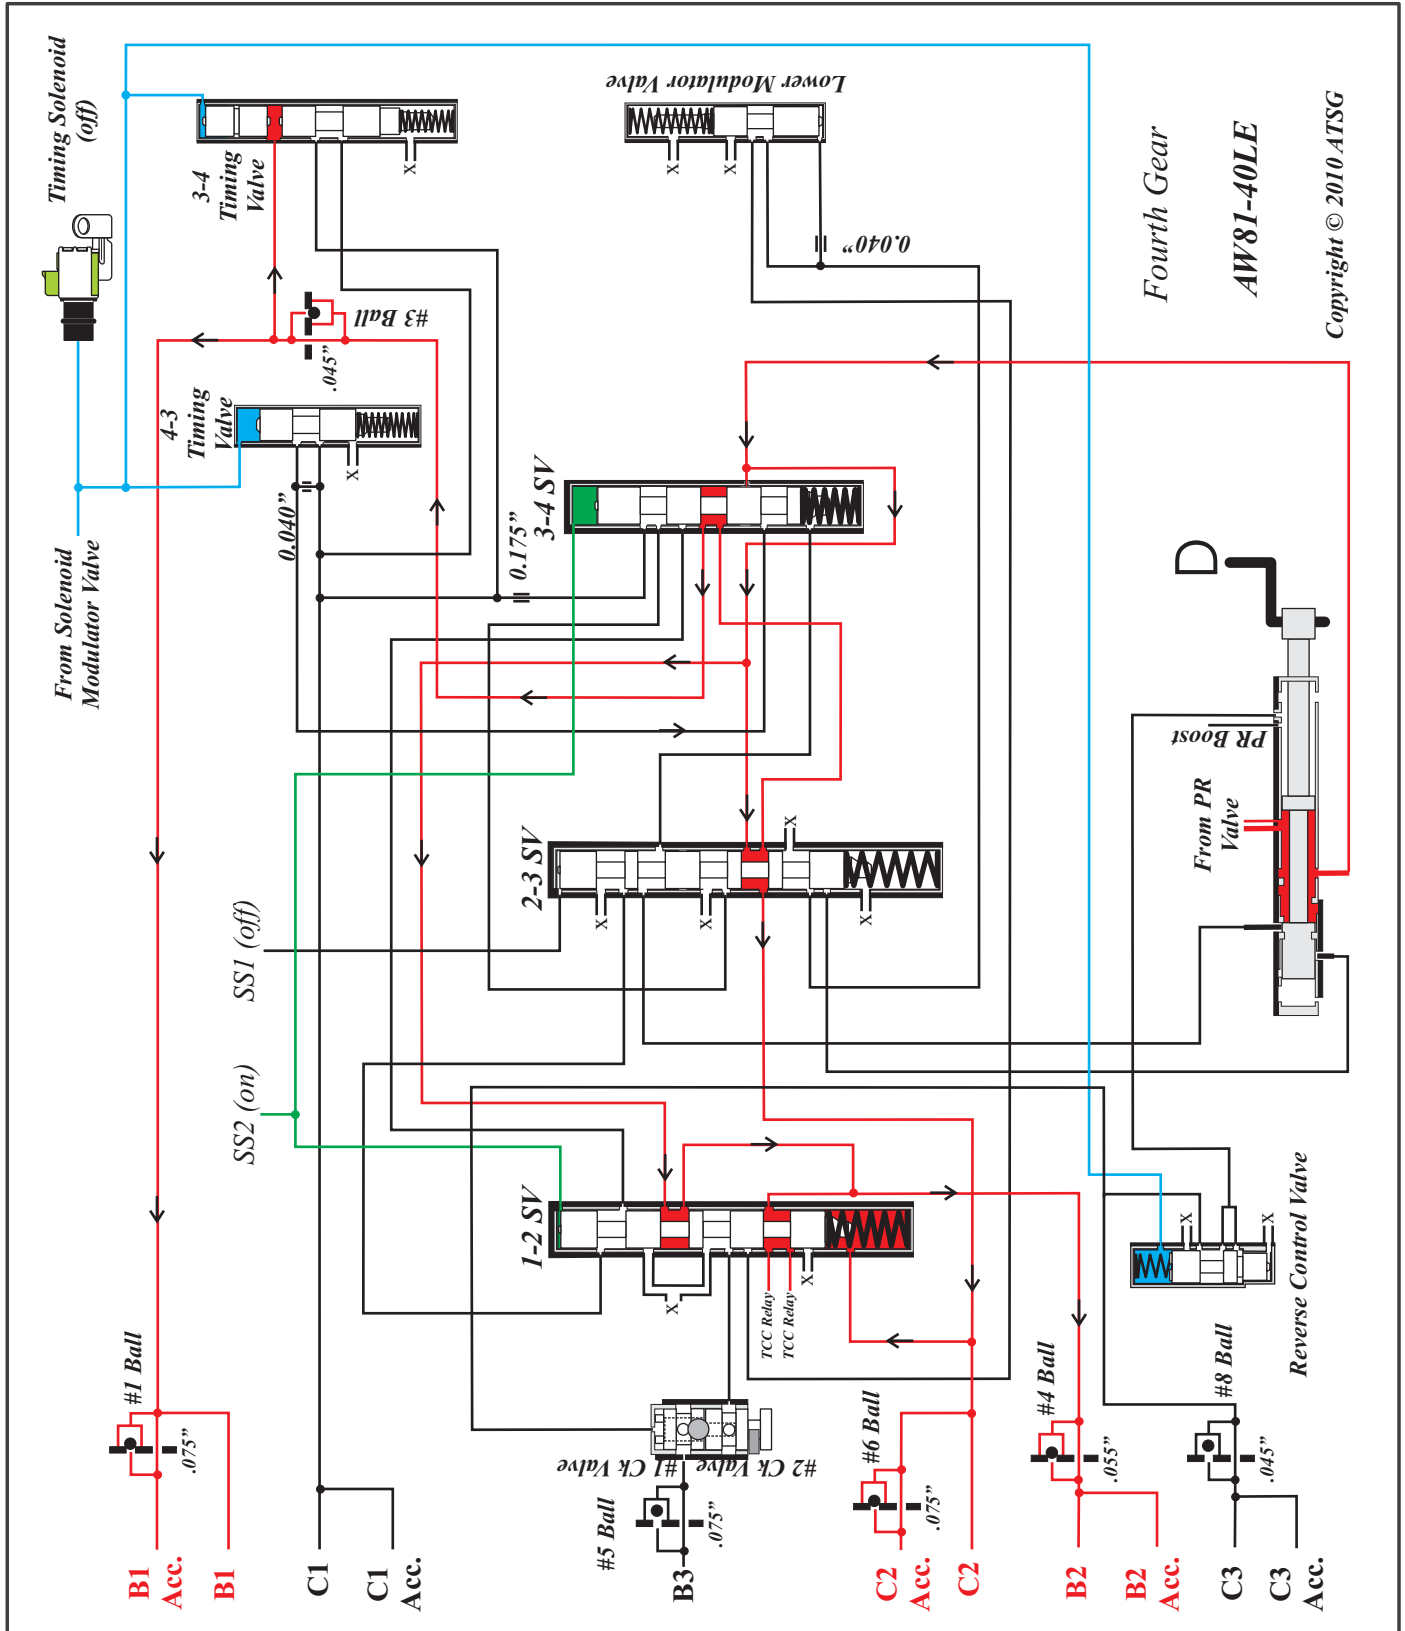 Timing Solenoid
(off)
3-4
Timing
Valve
Lower Modulator Valve
Fourth Gear
AW81-40LE
Copyright © 2010 ATSG
#3 Ball
.045”
0.040”
4-3
Timing
Valve
From Solenoid
Modulator Valve
0.040”
X
X
X
X
3-4 SV
0.175”
D
PR Boost
From PR
Valve
2-3 SV
X
X
X
X
SS1 (off)
SS2 (on)
1-2 SV
X
X
TCC Relay
TCC Relay
X
X
Reverse Control Valve
#1 Ball
.075”
#1 Ck Valve
#2 Ck Valve
#5 Ball
.075”
#6 Ball
.075”
#4 Ball
.055”
#8 Ball
.045”
B1
Acc.
B1
C1
C1
Acc.
B3
C2
Acc.
C2
B2
B2
Acc.
C3
C3
Acc.